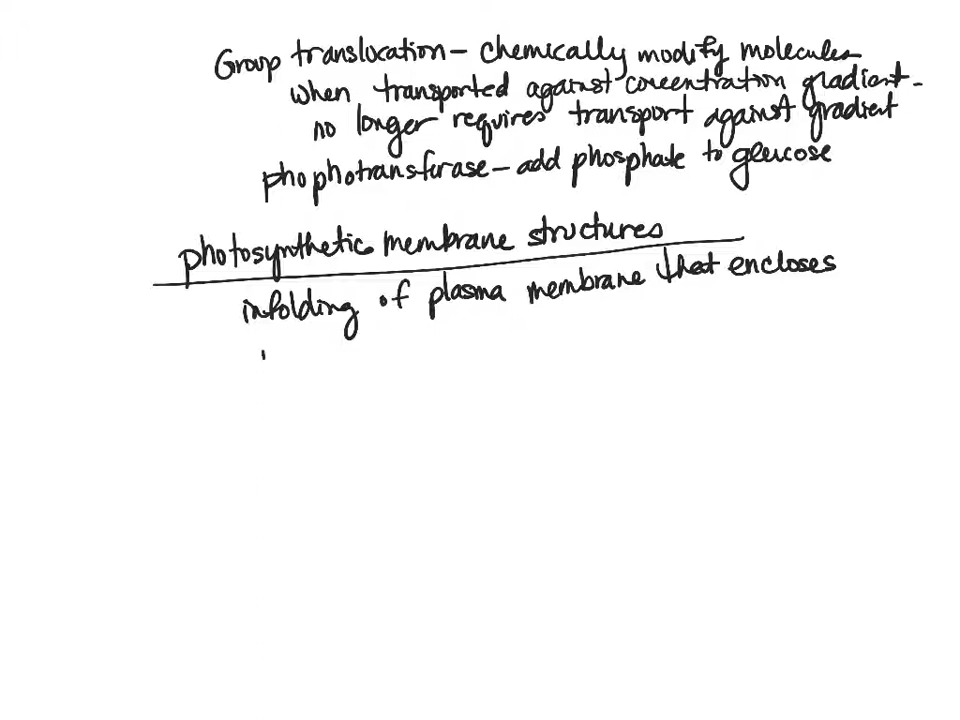 Group translocation – chemically modify molecules
when transported against concentration gradient -
no longer requires transport against gradient
phophotransferase – add phosphate to glucose
photosynthetic membrane structures
infolding of plasma membrane that encloses